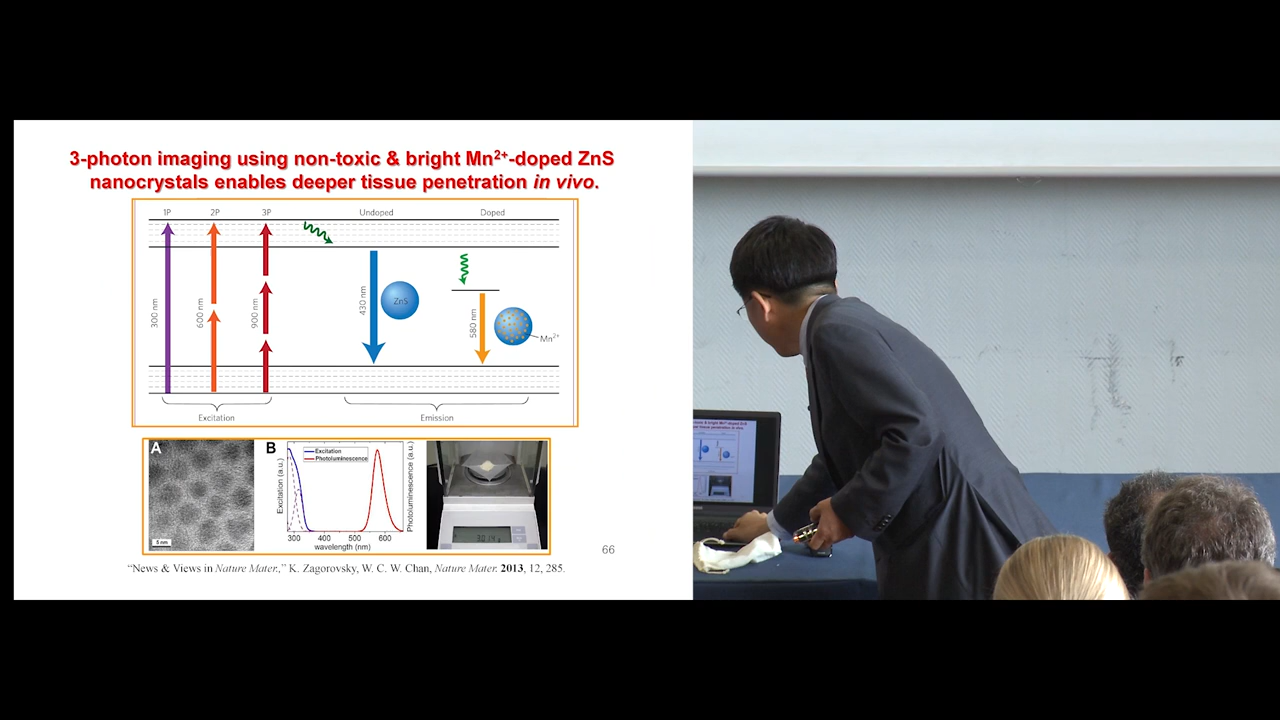 3-photon imaging using non-toxic & bright Mn²⁺-doped ZnS
nanocrystals enables deeper tissue penetration in vivo.
1P 2P 3P Undoped Doped
300 nm
600 nm
900 nm
430 nm
ZnS
580 nm
Mn²⁺
Excitation Emission
A
5 nm
B
Excitation
Photoluminescence
Excitation (a.u.)
Photoluminescence (a.u.)
300 400 500 600
wavelength (nm)
66
"News & Views in Nature Mater.," K. Zagorovsky, W. C. W. Chan, Nature Mater. 2013, 12, 285.